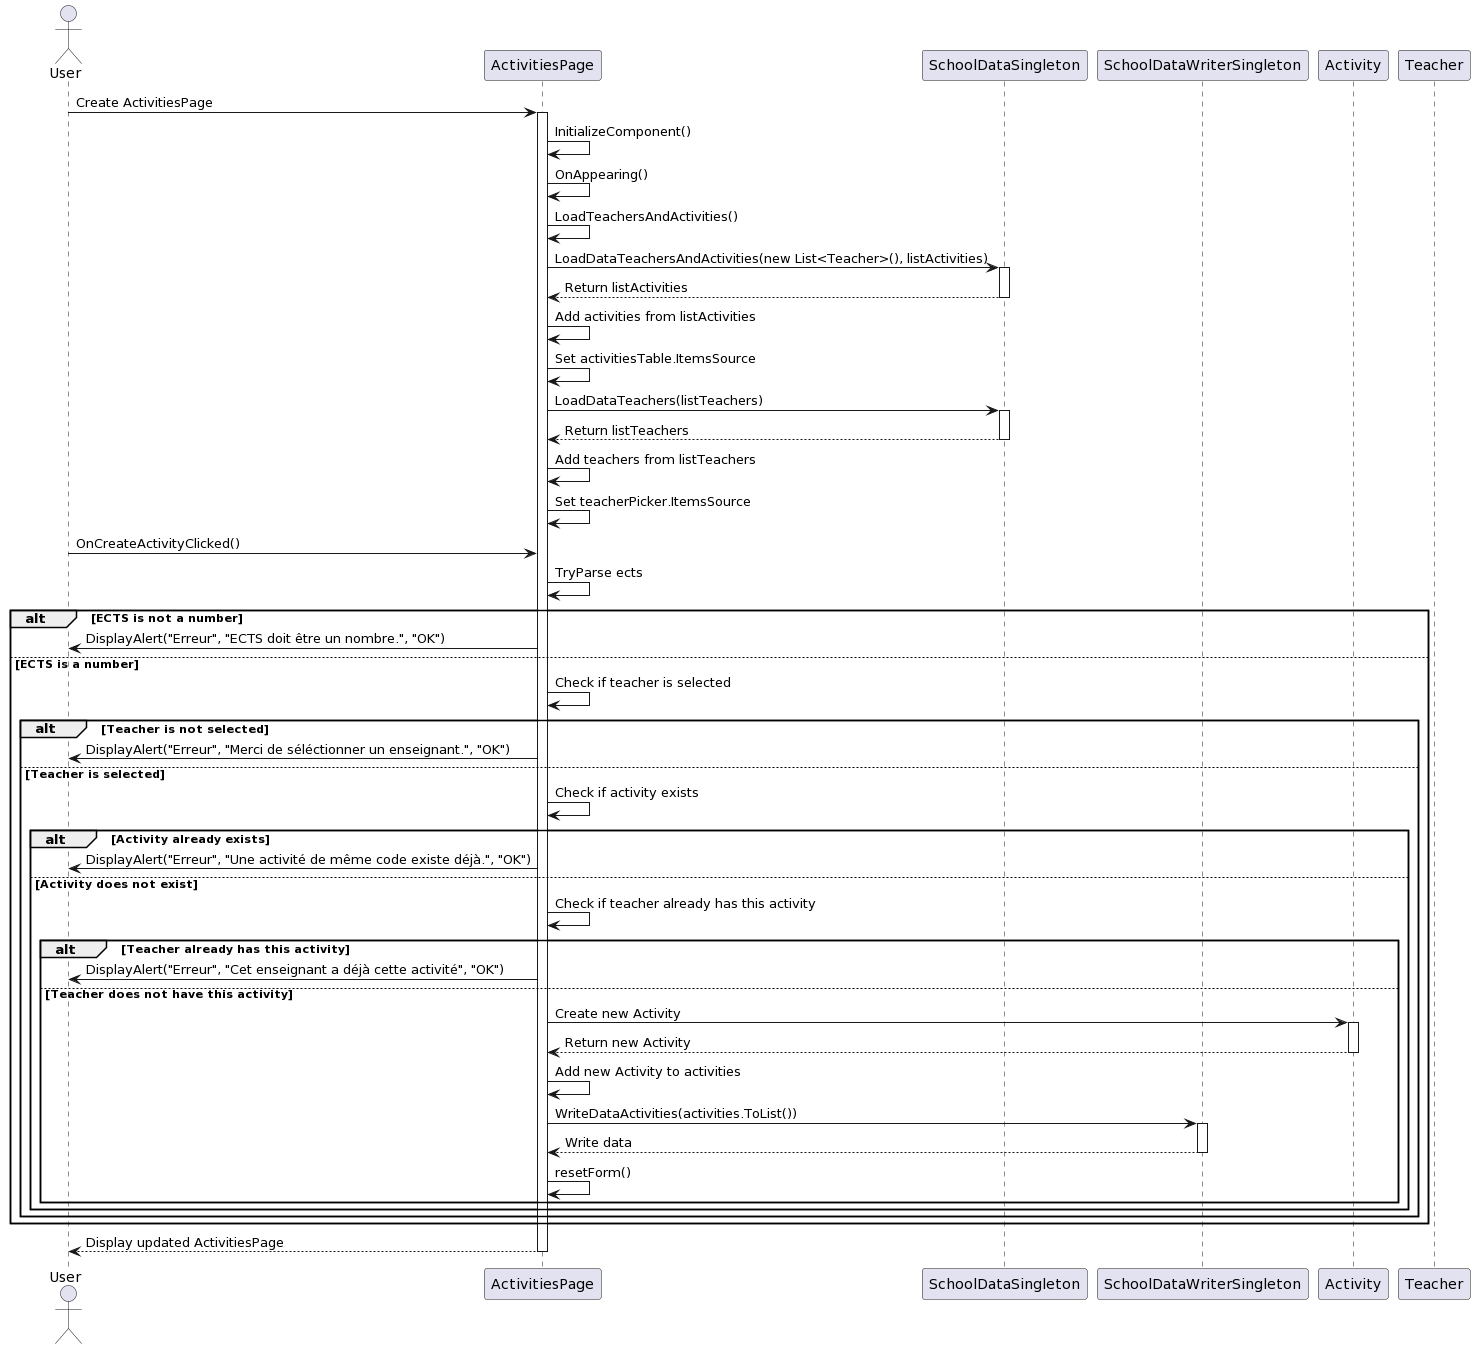 User
ActivitiesPage
SchoolDataSingleton
SchoolDataWriterSingleton
Activity
Teacher
Create ActivitiesPage
InitializeComponent()
OnAppearing()
LoadTeachersAndActivities()
LoadDataTeachersAndActivities(new List<Teacher>(), listActivities)
Return listActivities
Add activities from listActivities
Set activitiesTable.ItemsSource
LoadDataTeachers(listTeachers)
Return listTeachers
Add teachers from listTeachers
Set teacherPicker.ItemsSource
OnCreateActivityClicked()
TryParse ects
alt [ECTS is not a number]
DisplayAlert("Erreur", "ECTS doit être un nombre.", "OK")
[ECTS is a number]
Check if teacher is selected
alt [Teacher is not selected]
DisplayAlert("Erreur", "Merci de séléctionner un enseignant.", "OK")
[Teacher is selected]
Check if activity exists
alt [Activity already exists]
DisplayAlert("Erreur", "Une activité de même code existe déjà.", "OK")
[Activity does not exist]
Check if teacher already has this activity
alt [Teacher already has this activity]
DisplayAlert("Erreur", "Cet enseignant a déjà cette activité", "OK")
[Teacher does not have this activity]
Create new Activity
Return new Activity
Add new Activity to activities
WriteDataActivities(activities.ToList())
Write data
resetForm()
Display updated ActivitiesPage
User
ActivitiesPage
SchoolDataSingleton
SchoolDataWriterSingleton
Activity
Teacher